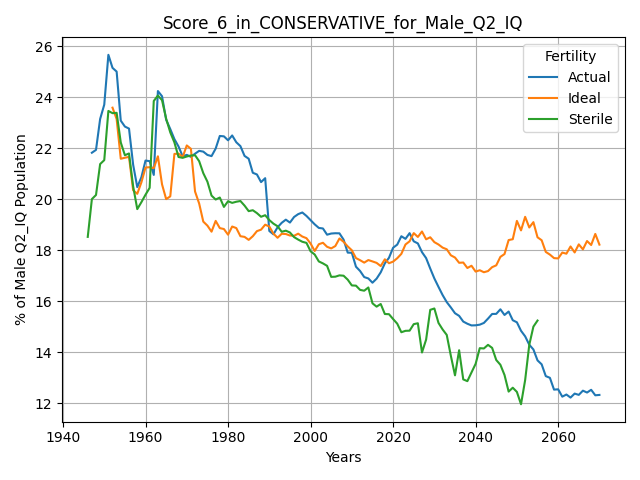 Score_6_in_CONSERVATIVE_for_Male_Q2_IQ
% of Male Q2_IQ Population
26
24
22
20
18
16
14
12
Fertility
Actual
Ideal
Sterile
1940 1960 1980 2000 2020 2040 2060
Years